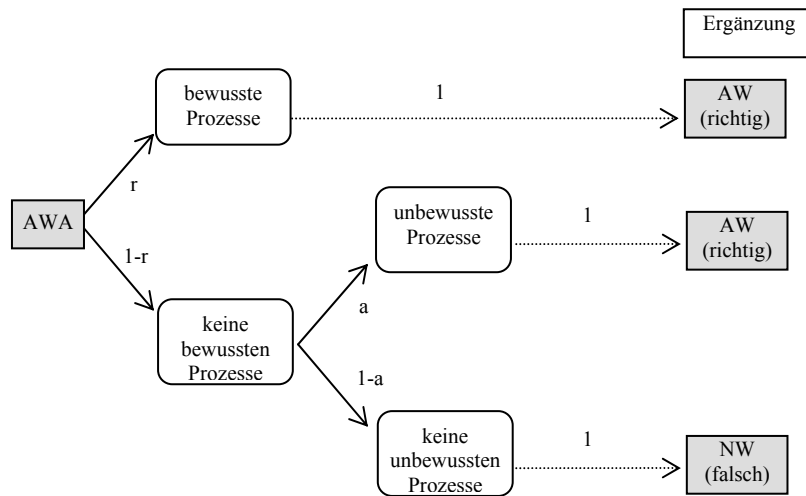 Ergänzung
bewusste
Prozesse
1
AW
(richtig)
r
AWA
unbewusste
Prozesse
1
AW
(richtig)
1-r
a
keine
bewussten
Prozesse
1-a
keine
unbewussten
Prozesse
1
NW
(falsch)